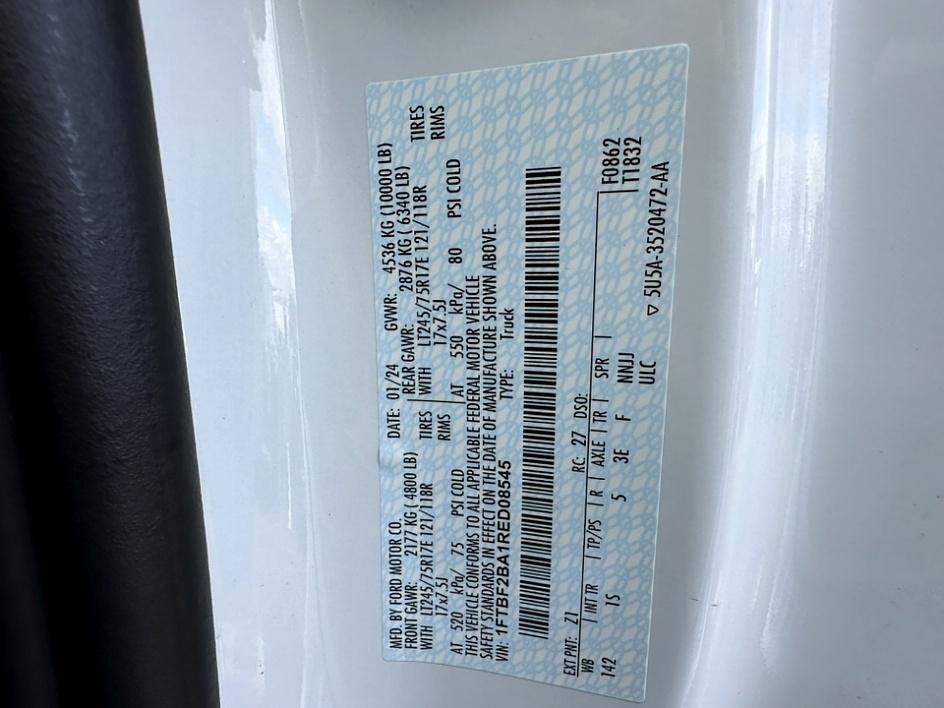 MFD. BY FORD MOTOR CO. DATE: 01/24 GVWR: 4536 KG (10000 LB)
FRONT GAWR: 2177 KG ( 4800 LB) REAR GAWR: 2876 KG ( 6340 LB)
WITH LT245/75R17E 121/118R TIRES WITH LT245/75R17E 121/118R TIRES
17x7.5J RIMS 17x7.5J RIMS
AT 520 kPa/ 75 PSI COLD AT 550 kPa/ 80 PSI COLD
THIS VEHICLE CONFORMS TO ALL APPLICABLE FEDERAL MOTOR VEHICLE
SAFETY STANDARDS IN EFFECT ON THE DATE OF MANUFACTURE SHOWN ABOVE.
VIN: 1FTBF2BA1RED08545 TYPE: Truck
EXT PNT: Z1 RC: 27 DSO:
WB INT TR TP/PS R AXLE TR SPR F0862
142 1S 5 3E F NNJJ T1832
ULC
▽ 5U5A-3520472-AA